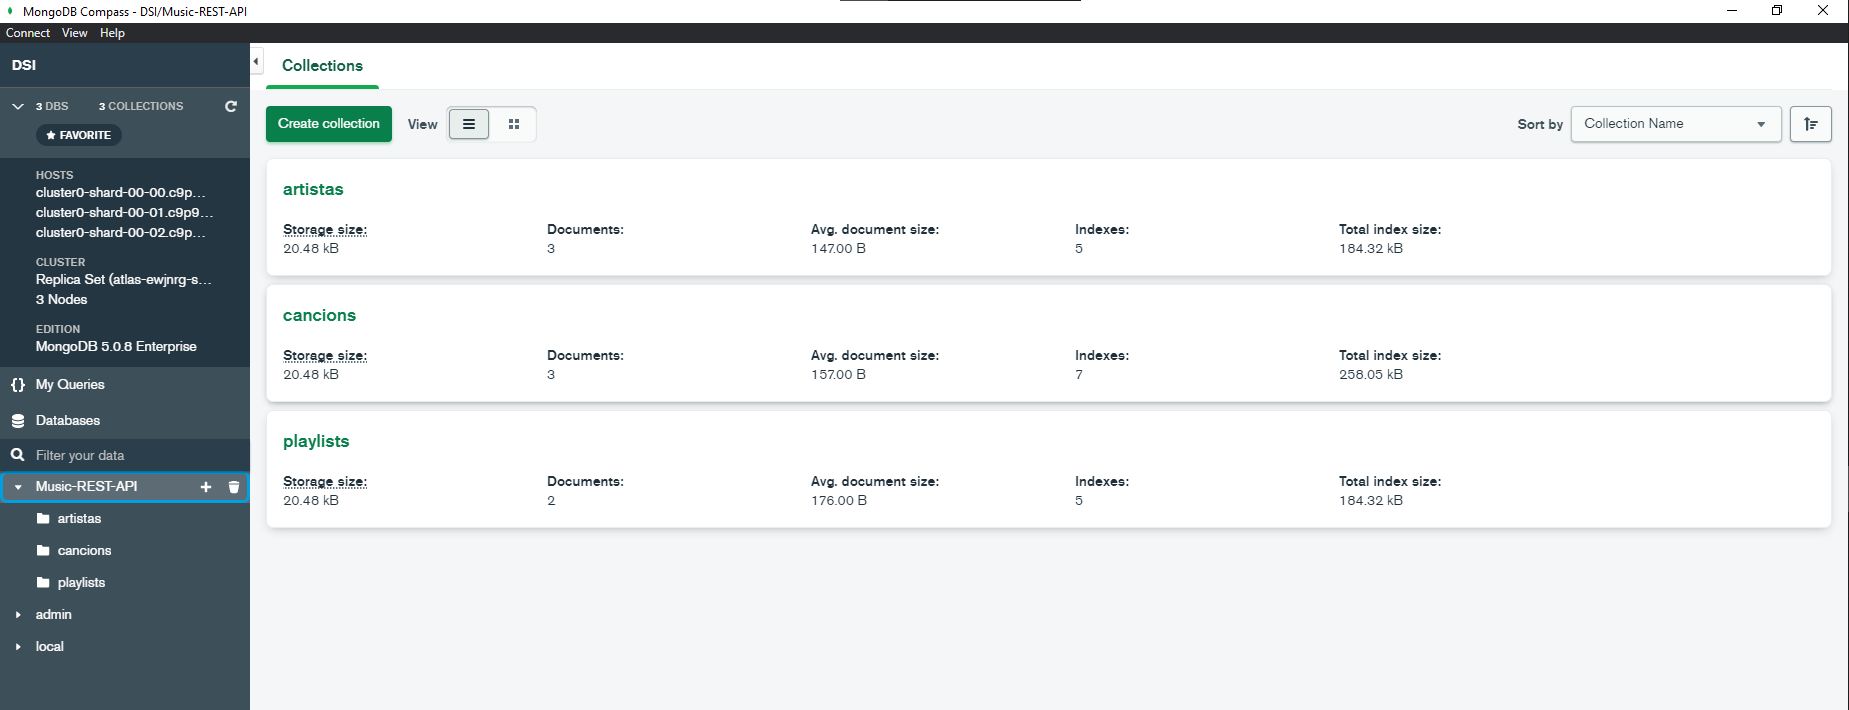 MongoDB Compass - DSI/Music-REST-API
Connect View Help
DSI
3 DBS 3 COLLECTIONS
FAVORITE
HOSTS
cluster0-shard-00-00.c9p...
cluster0-shard-00-01.c9p9...
cluster0-shard-00-02.c9p...
CLUSTER
Replica Set (atlas-ewjnrg-s...
3 Nodes
EDITION
MongoDB 5.0.8 Enterprise
{} My Queries
Databases
Filter your data
Music-REST-API
artistas
cancions
playlists
admin
local
Collections
Create collection View Sort by Collection Name
artistas
Storage size: Documents: Avg. document size: Indexes: Total index size:
20.48 kB 3 147.00 B 5 184.32 kB
cancions
Storage size: Documents: Avg. document size: Indexes: Total index size:
20.48 kB 3 157.00 B 7 258.05 kB
playlists
Storage size: Documents: Avg. document size: Indexes: Total index size:
20.48 kB 2 176.00 B 5 184.32 kB